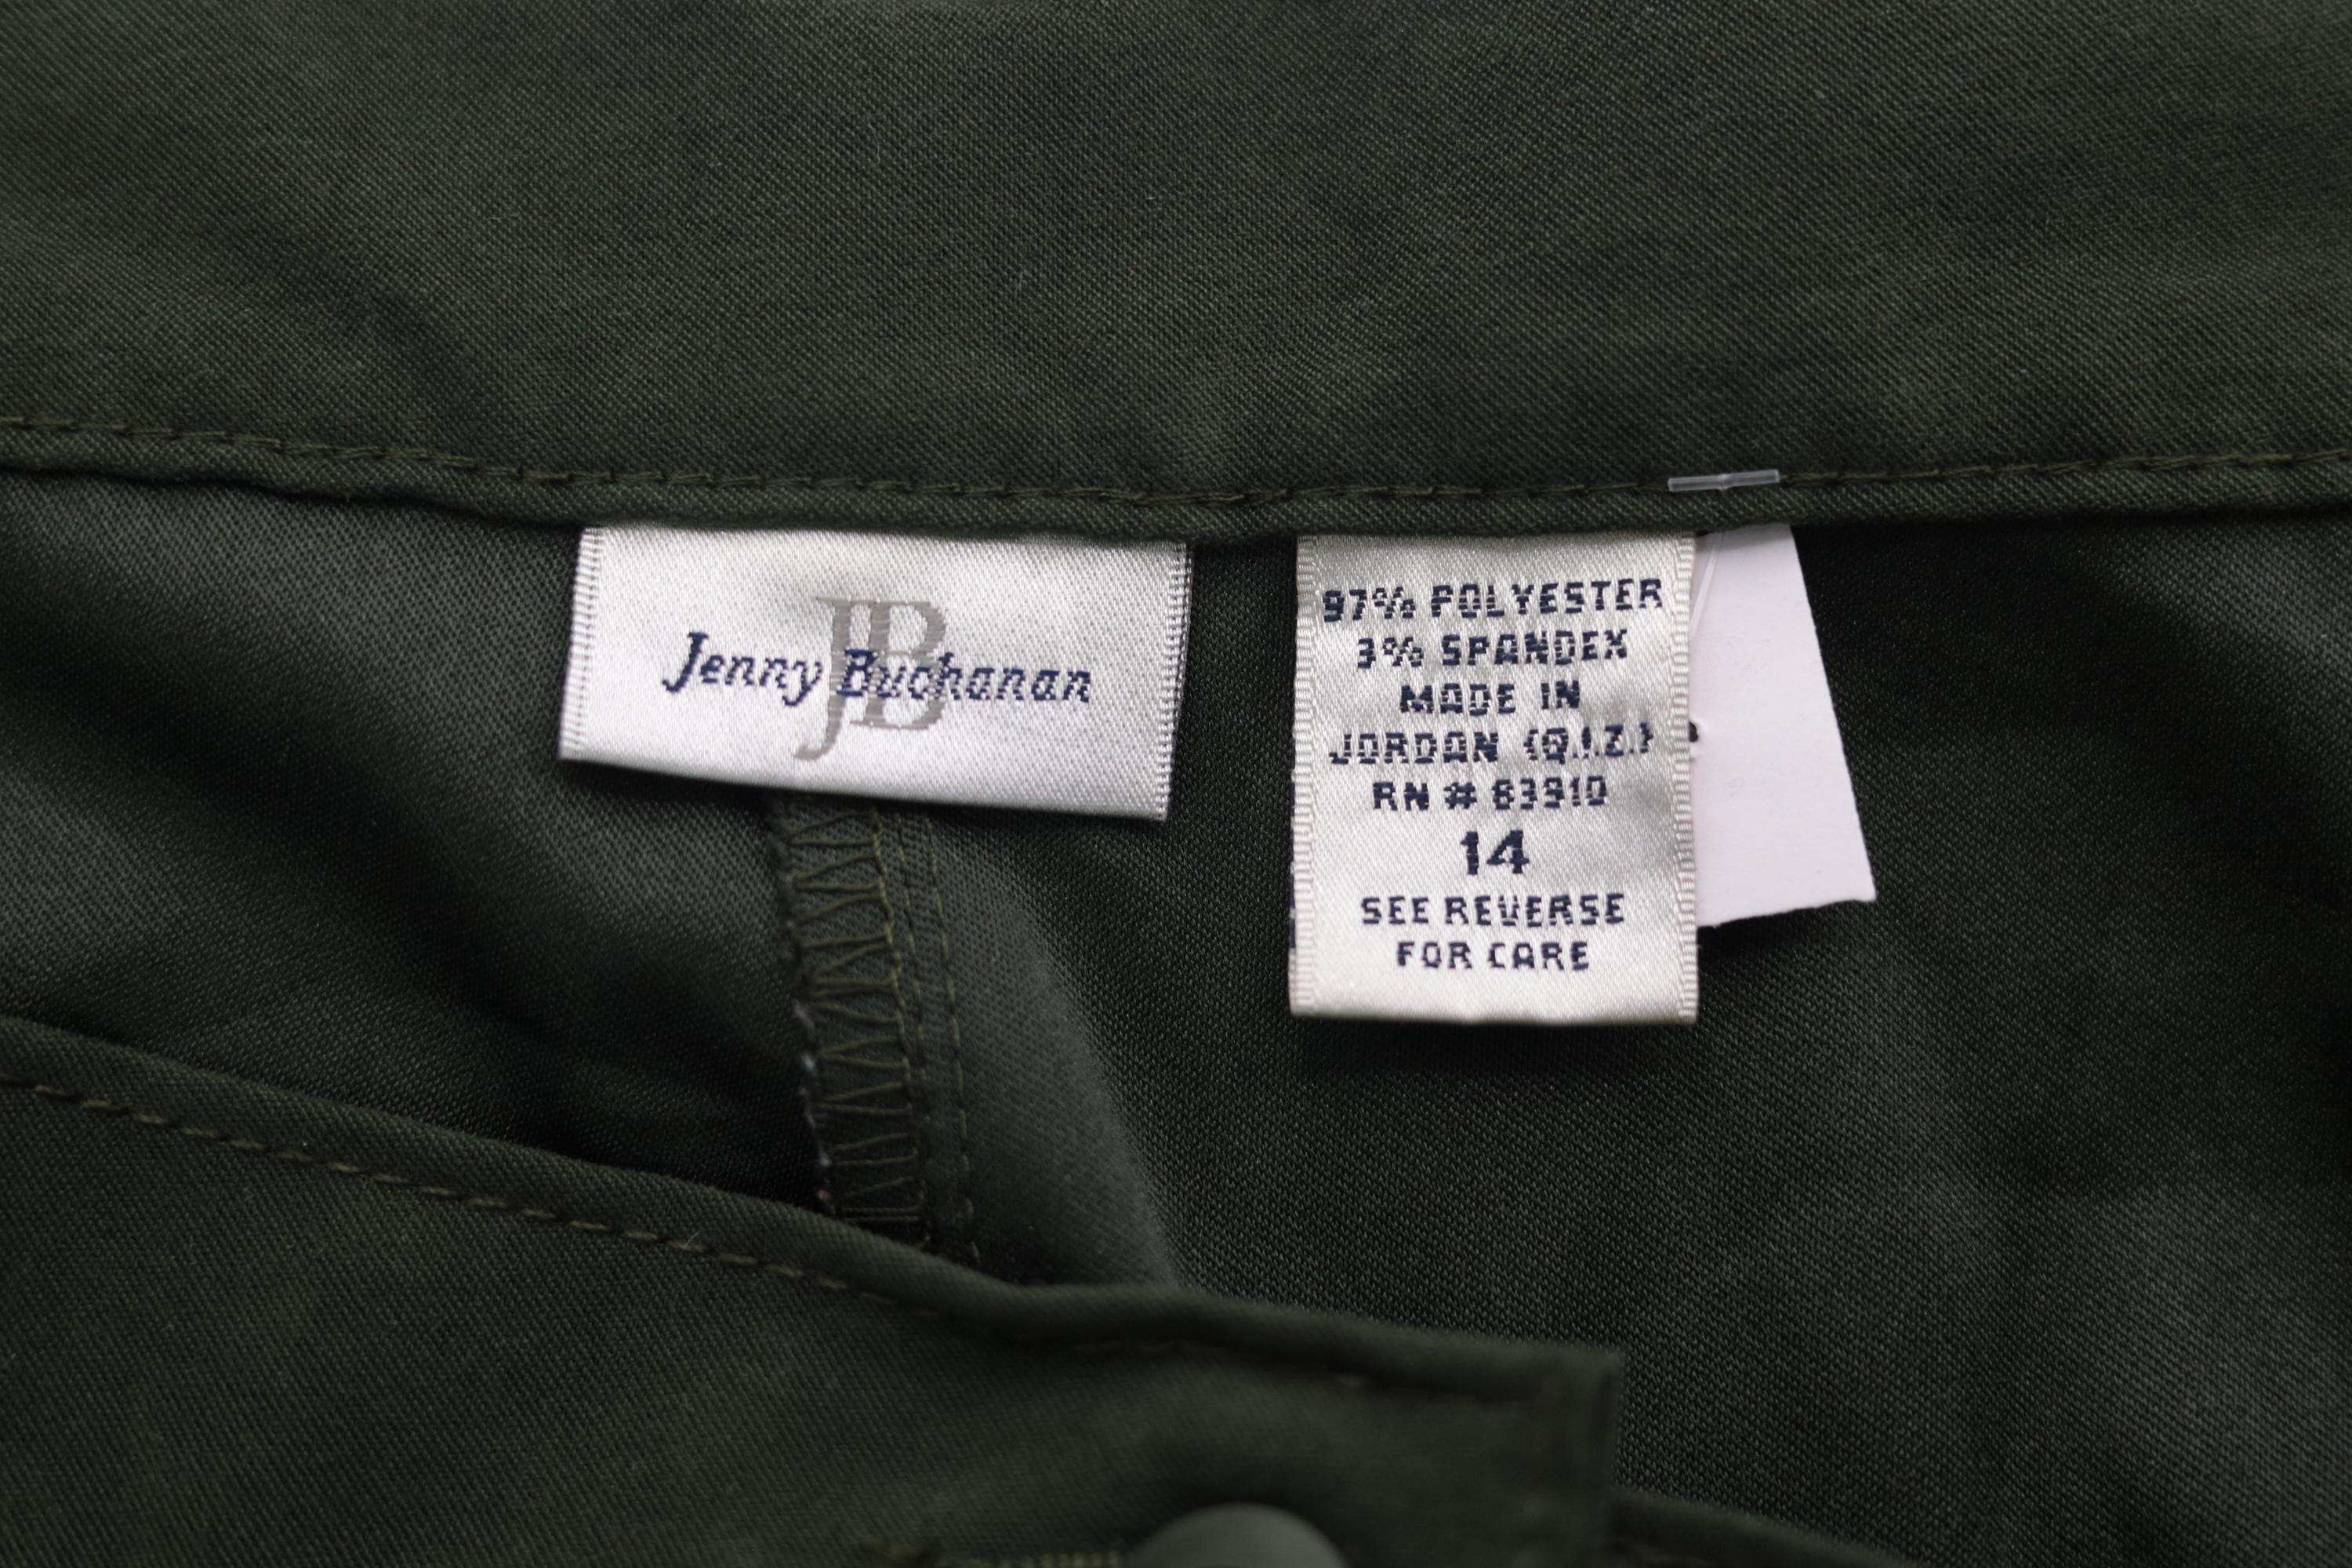 JB
Jenny Buchanan
97% POLYESTER
3% SPANDEX
MADE IN
JORDAN (Q.I.Z.)
RN # 83910
14
SEE REVERSE
FOR CARE